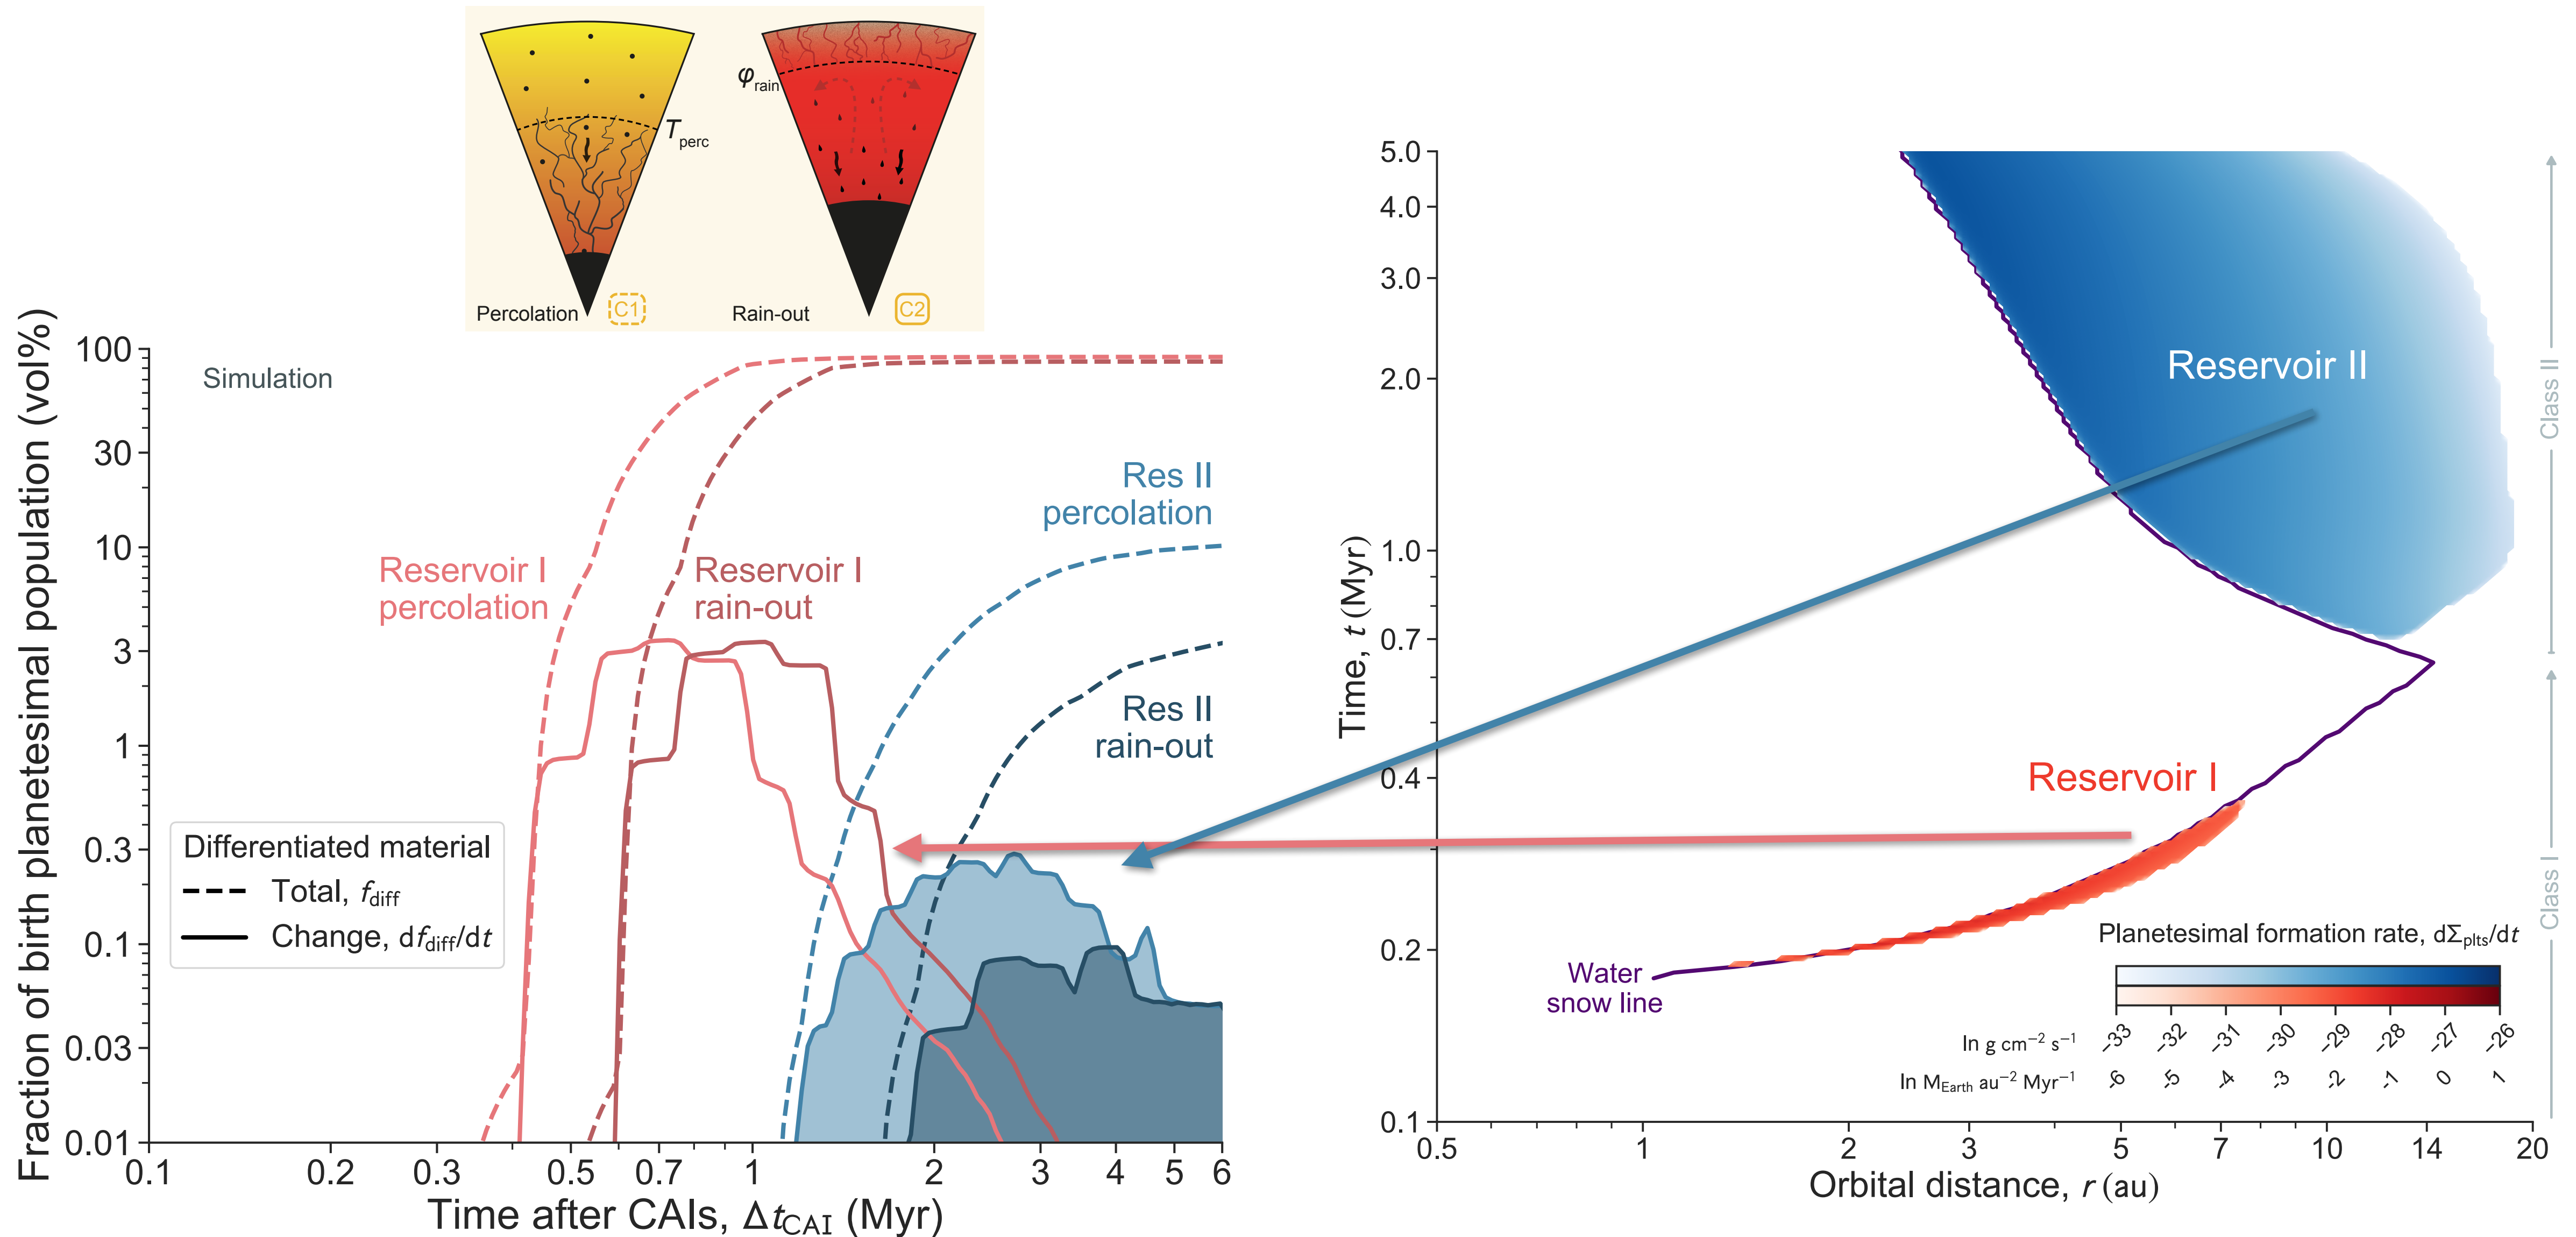 φrain
Tperc
Percolation
C1
Rain-out
C2
Fraction of birth planetesimal population (vol%)
100
30
10
3
1
0.3
0.1
0.03
0.01
Simulation
Res II
percolation
Reservoir I
percolation
Reservoir I
rain-out
Res II
rain-out
Differentiated material
Total, fdiff
Change, dfdiff/dt
0.1
0.2
0.3
0.5
0.7
1
2
3
4
5
6
Time after CAIs, ΔtCAI (Myr)
Time, t (Myr)
5.0
4.0
3.0
2.0
1.0
0.7
0.4
0.2
0.1
Reservoir II
Class II
Reservoir I
Class I
Water
snow line
Planetesimal formation rate, dΣplts/dt
ln g cm−2 s−1
-33
-32
-31
-30
-29
-28
-27
-26
ln MEarth au−2 Myr−1
-6
-5
-4
-3
-2
-1
0
1
0.5
1
2
3
5
7
10
14
20
Orbital distance, r (au)